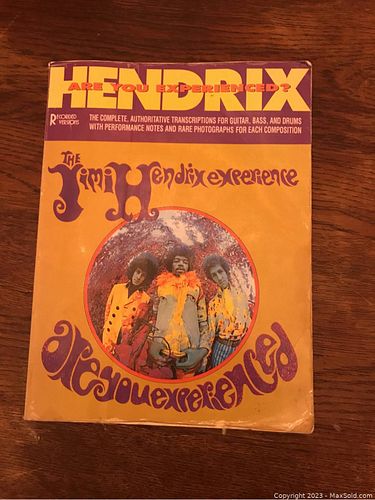 HENDRIX
ARE YOU EXPERIENCED?
RECORDED
VERSIONS
THE COMPLETE, AUTHORITATIVE TRANSCRIPTIONS FOR GUITAR, BASS, AND DRUMS
WITH PERFORMANCE NOTES AND RARE PHOTOGRAPHS FOR EACH COMPOSITION
THE
Jimi Hendrix experience
are you experienced
Copyright 2023 - MaxSold.com